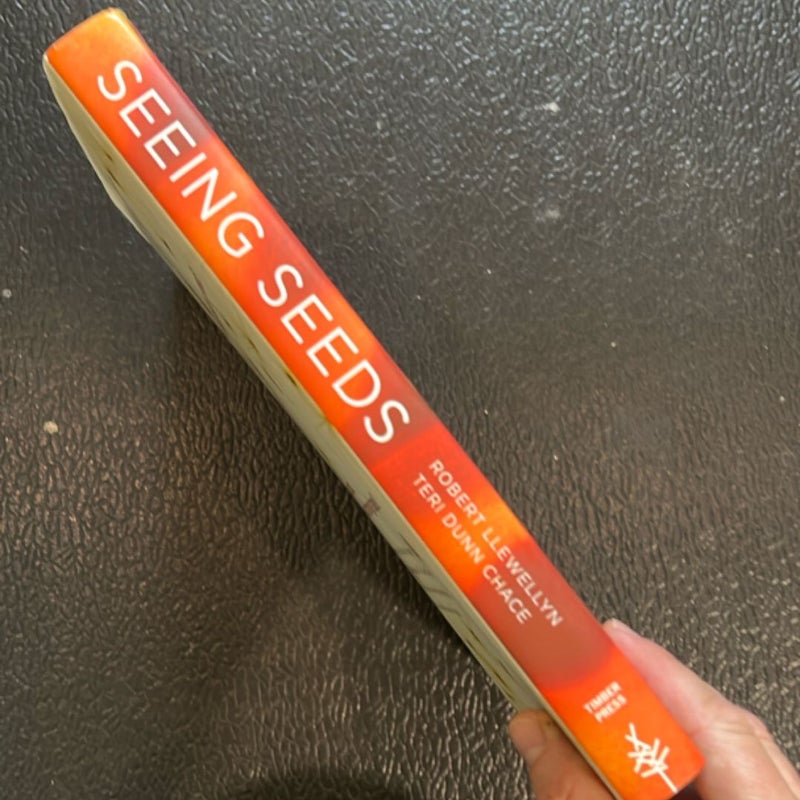 SEEING SEEDS
ROBERT LLEWELLYN
TERI DUNN CHACE
TIMBER
PRESS